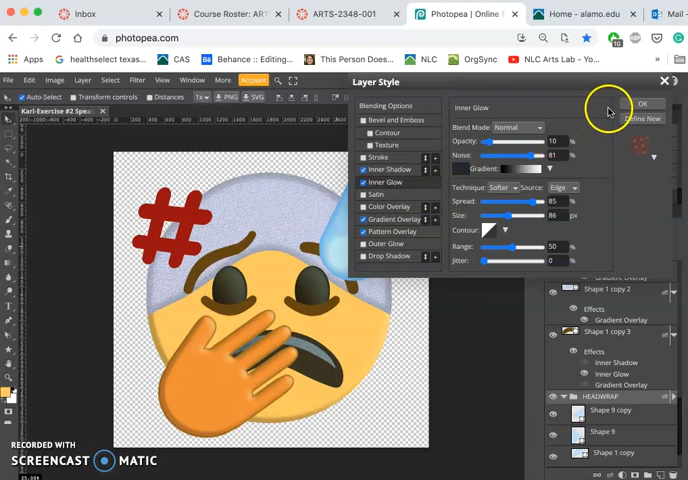 Inbox
Course Roster: ART
ARTS-2348-001
Photopea | Online P
Home - alamo.edu
Mail -
photopea.com
Apps
healthselect texas...
CAS
Behance :: Editing...
This Person Does...
NLC
OrgSync
NLC Arts Lab - Yo...
File Edit Image Layer Select Filter View Window More Account
Auto-Select Transform controls Distances 1x PNG SVG
Karl-Exercise #2 Spea
Layer Style
Blending Options
Bevel and Emboss
Contour
Texture
Stroke
Inner Shadow
Inner Glow
Satin
Color Overlay
Gradient Overlay
Pattern Overlay
Outer Glow
Drop Shadow
Inner Glow
Blend Mode: Normal
Opacity: 10 %
Noise: 81 %
Gradient:
Technique: Softer Source: Edge
Spread: 85 %
Size: 86 px
Contour:
Range: 50 %
Jitter: 0 %
OK
Define New
#
Gradient Overlay
Shape 1 copy 2
Effects
Gradient Overlay
Shape 1 copy 3
Effects
Inner Shadow
Inner Glow
Gradient Overlay
HEADWRAP
Shape 9 copy
Shape 9
Shape 1 copy
RECORDED WITH
SCREENCAST MATIC